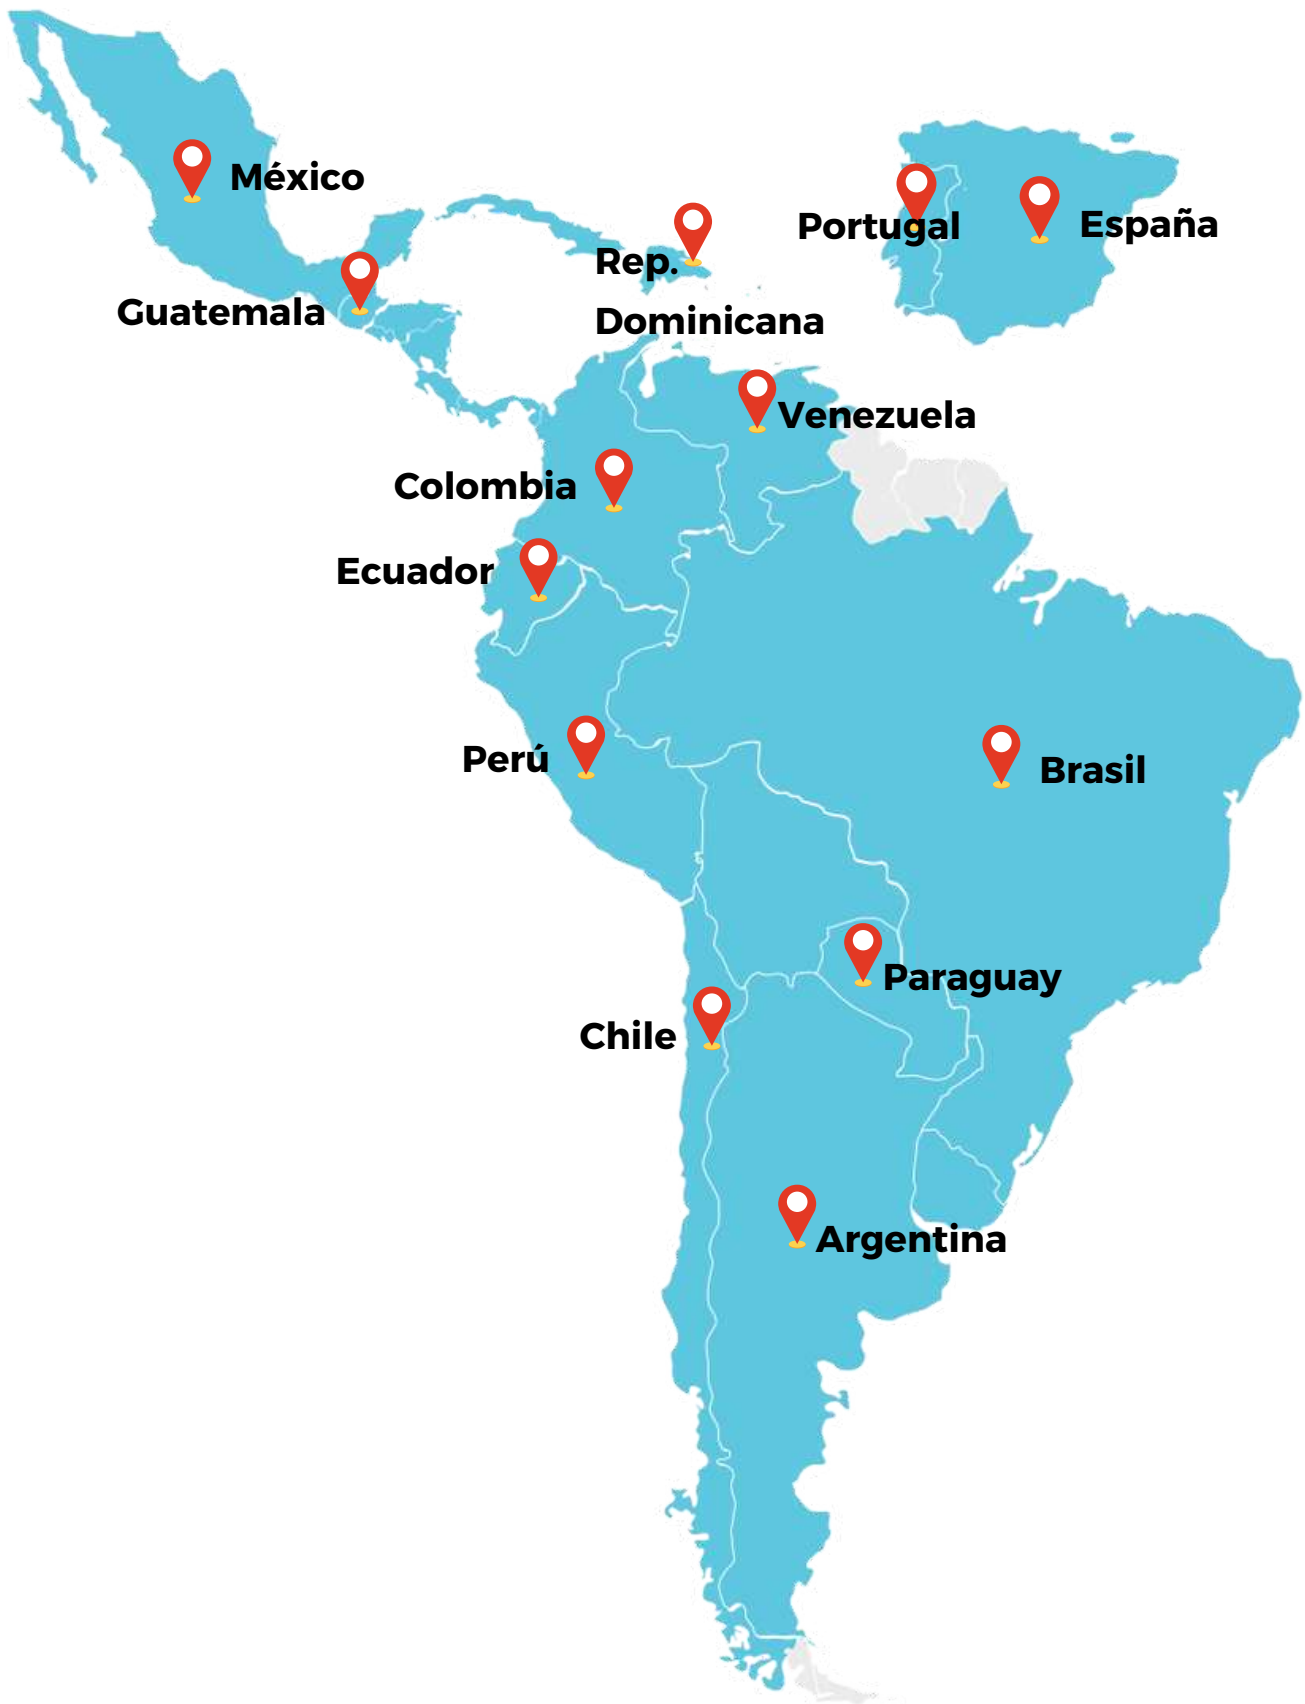 México
Portugal
España
Rep.
Dominicana
Guatemala
Venezuela
Colombia
Ecuador
Perú
Brasil
Paraguay
Chile
Argentina